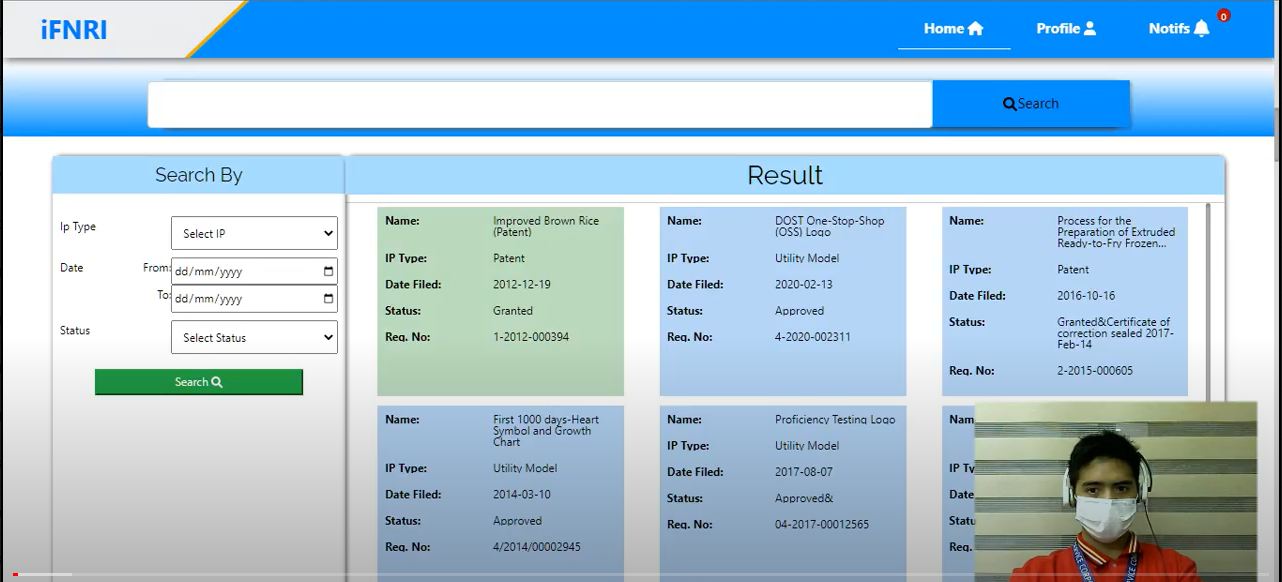 iFNRI
Home
Profile
Notifs
0
Search
Search By
Result
Ip Type
Select IP
Date
From:
dd/mm/yyyy
To:
dd/mm/yyyy
Status
Select Status
Search
Name: Improved Brown Rice
(Patent)
IP Type: Patent
Date Filed: 2012-12-19
Status: Granted
Reg. No: 1-2012-000394
Name: DOST One-Stop-Shop
(OSS) Logo
IP Type: Utility Model
Date Filed: 2020-02-13
Status: Approved
Reg. No: 4-2020-002311
Name: Process for the
Preparation of Extruded
Ready-to-Fry Frozen...
IP Type: Patent
Date Filed: 2016-10-16
Status: Granted&Certificate of
correction sealed 2017-
Feb-14
Reg. No: 2-2015-000605
Name: First 1000 days-Heart
Symbol and Growth
Chart
IP Type: Utility Model
Date Filed: 2014-03-10
Status: Approved
Reg. No: 4/2014/00002945
Name: Proficiency Testing Logo
IP Type: Utility Model
Date Filed: 2017-08-07
Status: Approved&
Reg. No: 04-2017-00012565
Nam
IP Ty
Date
Statu
Reg.